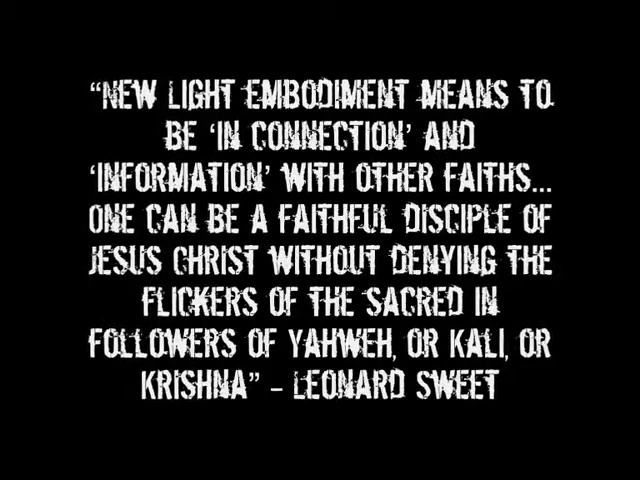 “NEW LIGHT EMBODIMENT MEANS TO
BE ‘IN CONNECTION’ AND
‘INFORMATION’ WITH OTHER FAITHS...
ONE CAN BE A FAITHFUL DISCIPLE OF
JESUS CHRIST WITHOUT DENYING THE
FLICKERS OF THE SACRED IN
FOLLOWERS OF YAHWEH, OR KALI, OR
KRISHNA” – LEONARD SWEET